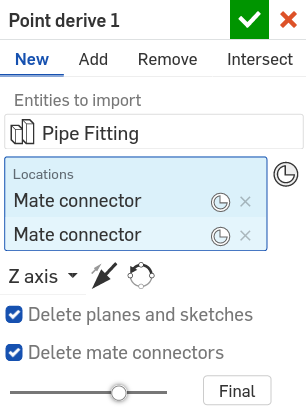 Point derive 1
New Add Remove Intersect
Entities to import
Pipe Fitting
Locations
Mate connector
Mate connector
Z axis
Delete planes and sketches
Delete mate connectors
Final